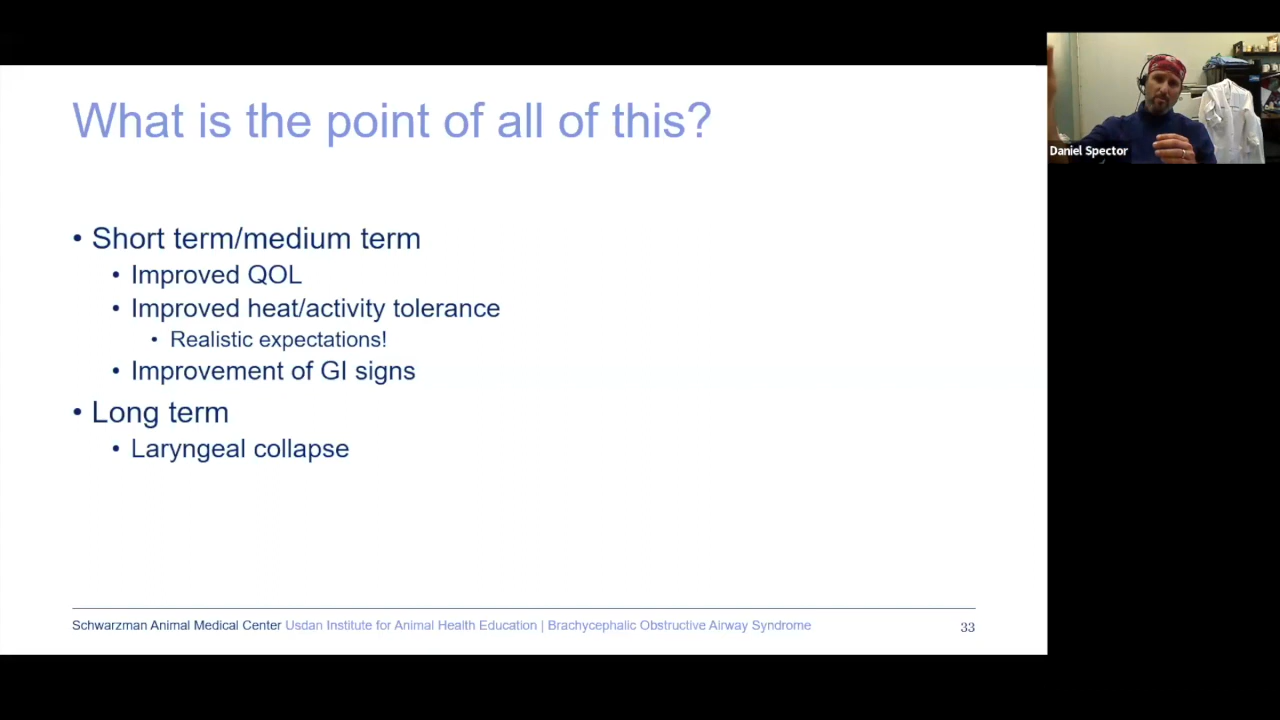 What is the point of all of this?
Daniel Spector
• Short term/medium term
• Improved QOL
• Improved heat/activity tolerance
• Realistic expectations!
• Improvement of GI signs
• Long term
• Laryngeal collapse
Schwarzman Animal Medical Center Usdan Institute for Animal Health Education | Brachycephalic Obstructive Airway Syndrome
33